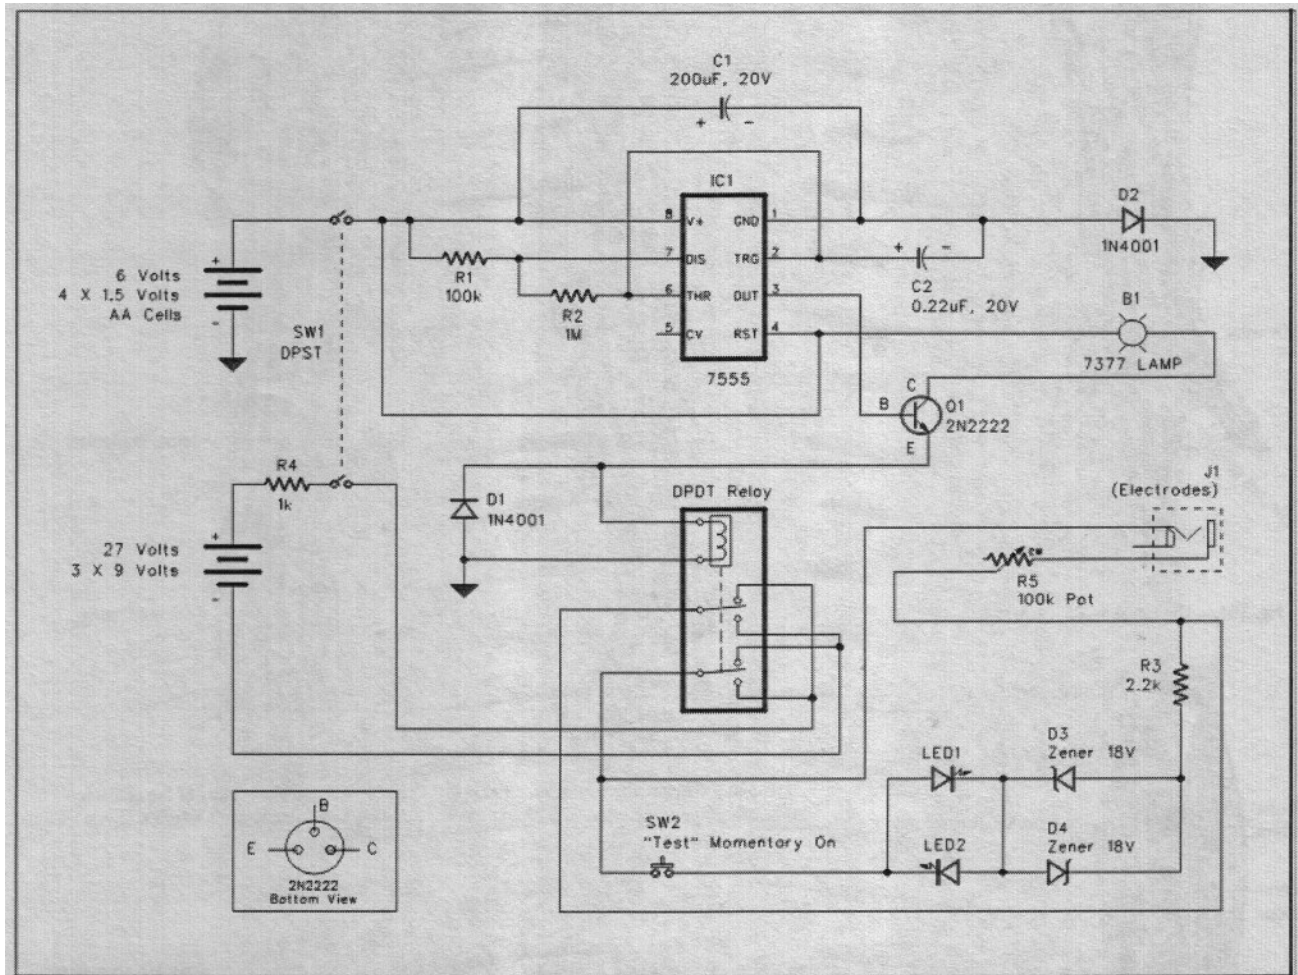 C1
200uF, 20V
+ -
IC1
8 V+ GND 1
7 DIS TRG 2
6 THR OUT 3
5 CV RST 4
7555
R1
100k
R2
1M
+ -
C2
0.22uF, 20V
D2
1N4001
B1
7377 LAMP
+
6 Volts
4 X 1.5 Volts
AA Cells
-
SW1
DPST
C
B
E
Q1
2N2222
R4
1k
D1
1N4001
DPDT Relay
J1
(Electrodes)
+
27 Volts
3 X 9 Volts
-
CW
R5
100k Pot
R3
2.2k
LED1
D3
Zener 18V
SW2
"Test" Momentary On
LED2
D4
Zener 18V
B
E C
2N2222
Bottom View